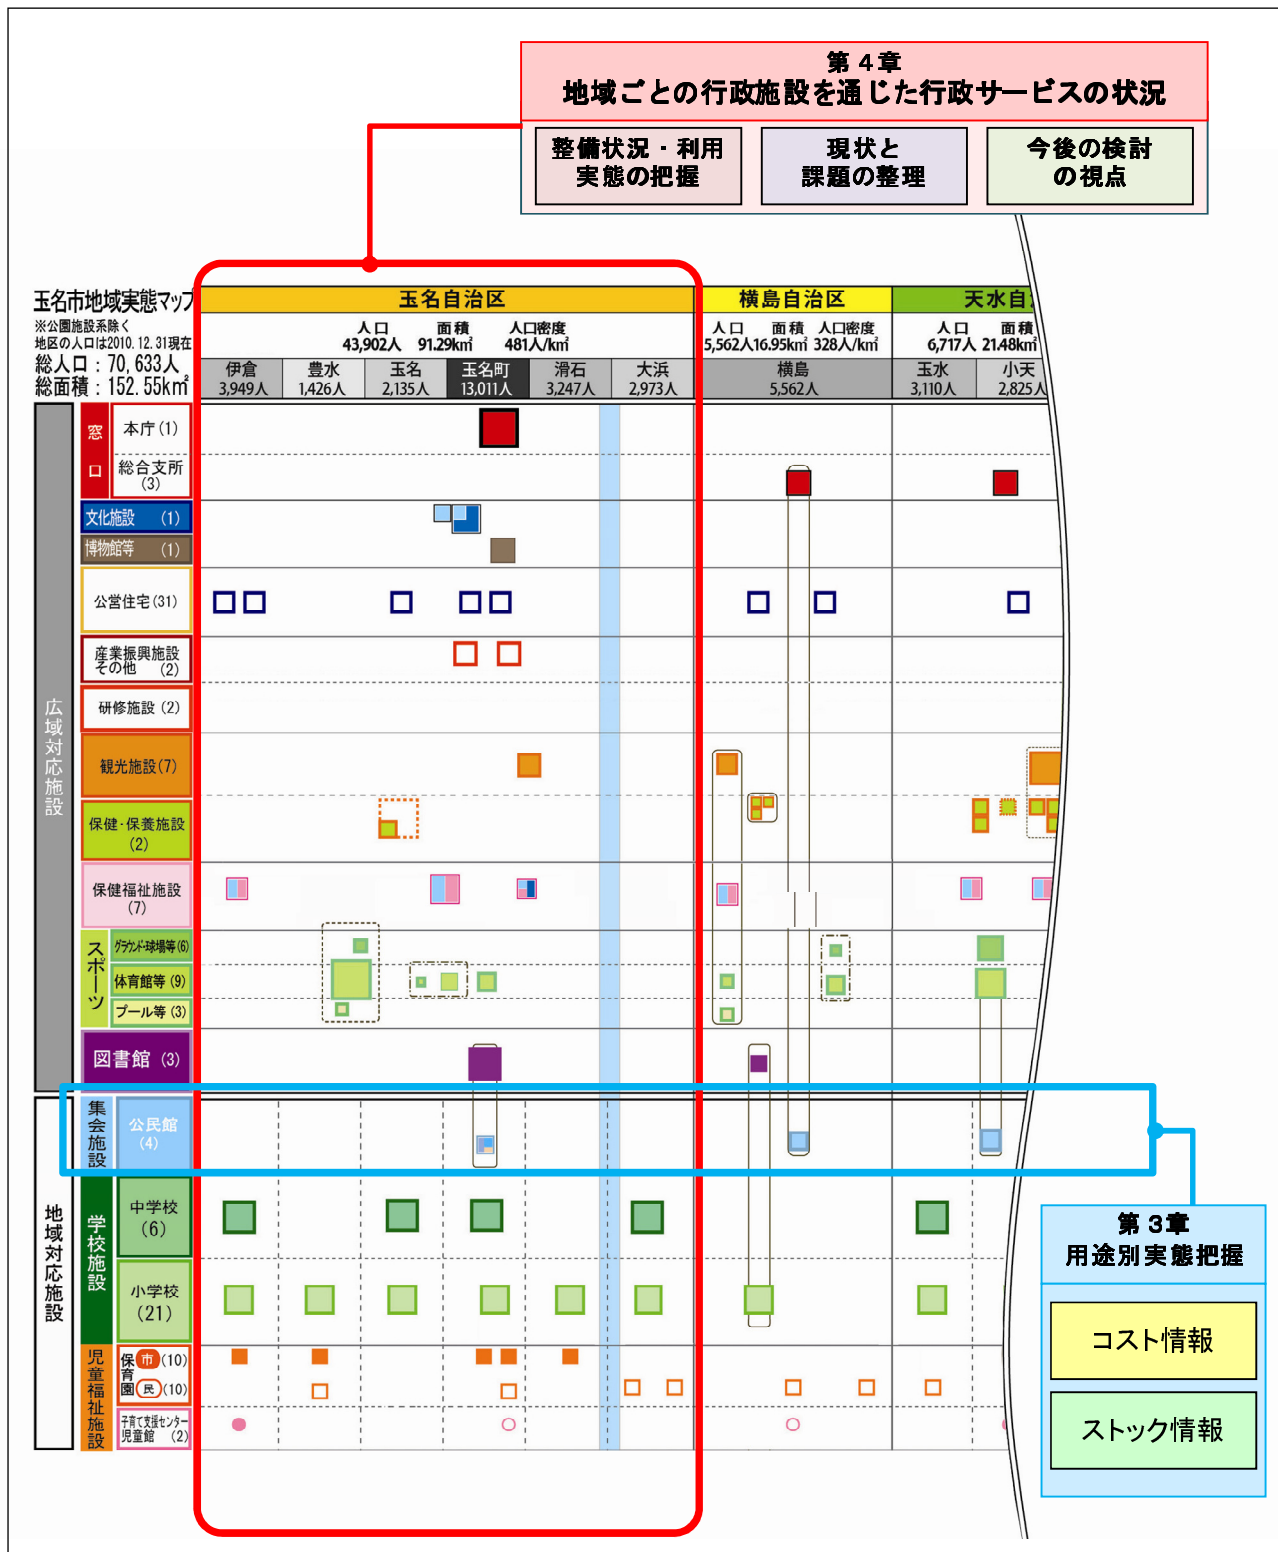 第４章
地域ごとの行政施設を通じた行政サービスの状況
整備状況・利用
実態の把握
現状と
課題の整理
今後の検討
の視点
玉名市地域実態マップ
※公園施設系除く
地区の人口は2010.12.31現在
総人口：70,633人
総面積：152.55k㎡
玉名自治区
人口 面積 人口密度
43,902人 91.29k㎡ 481人/k㎡
伊倉
3,949人
豊水
1,426人
玉名
2,135人
玉名町
13,011人
滑石
3,247人
大浜
2,973人
横島自治区
人口 面積 人口密度
5,562人 16.95k㎡ 328人/k㎡
横島
5,562人
天水自
人口 面積
6,717人 21.48k㎡
玉水
3,110人
小天
2,825人
広域対応施設
窓口
本庁(1)
総合支所
(3)
文化施設 (1)
博物館等 (1)
公営住宅(31)
産業振興施設
その他 (2)
研修施設(2)
観光施設(7)
保健・保養施設
(2)
保健福祉施設
(7)
スポーツ
グラウンド・球場等(6)
体育館等(9)
プール等(3)
図書館(3)
地域対応施設
集会施設
公民館
(4)
学校施設
中学校
(6)
小学校
(21)
児童福祉施設
保育園
市(10)
民(10)
子育て支援センター
児童館 (2)
第３章
用途別実態把握
コスト情報
ストック情報